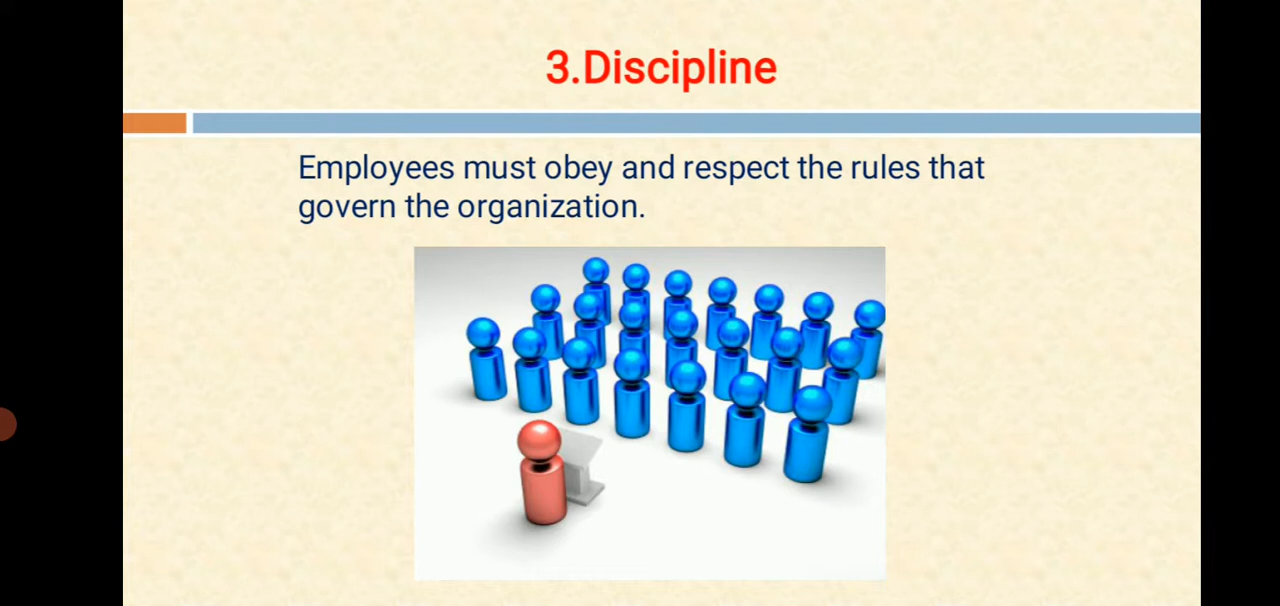 3.Discipline
Employees must obey and respect the rules that
govern the organization.